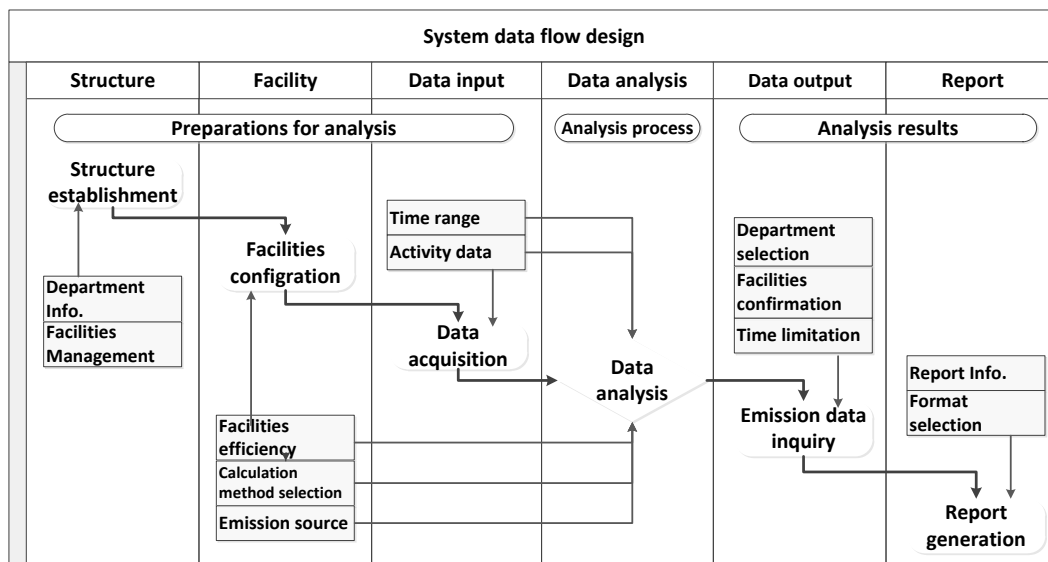 System data flow design
Structure
Facility
Data input
Data analysis
Data output
Report
Preparations for analysis
Analysis process
Analysis results
Structure
establishment
Department
Info.
Facilities
Management
Facilities
configration
Facilities
efficiency
Calculation
method selection
Emission source
Time range
Activity data
Data
acquisition
Data
analysis
Department
selection
Facilities
confirmation
Time limitation
Emission data
inquiry
Report Info.
Format
selection
Report
generation